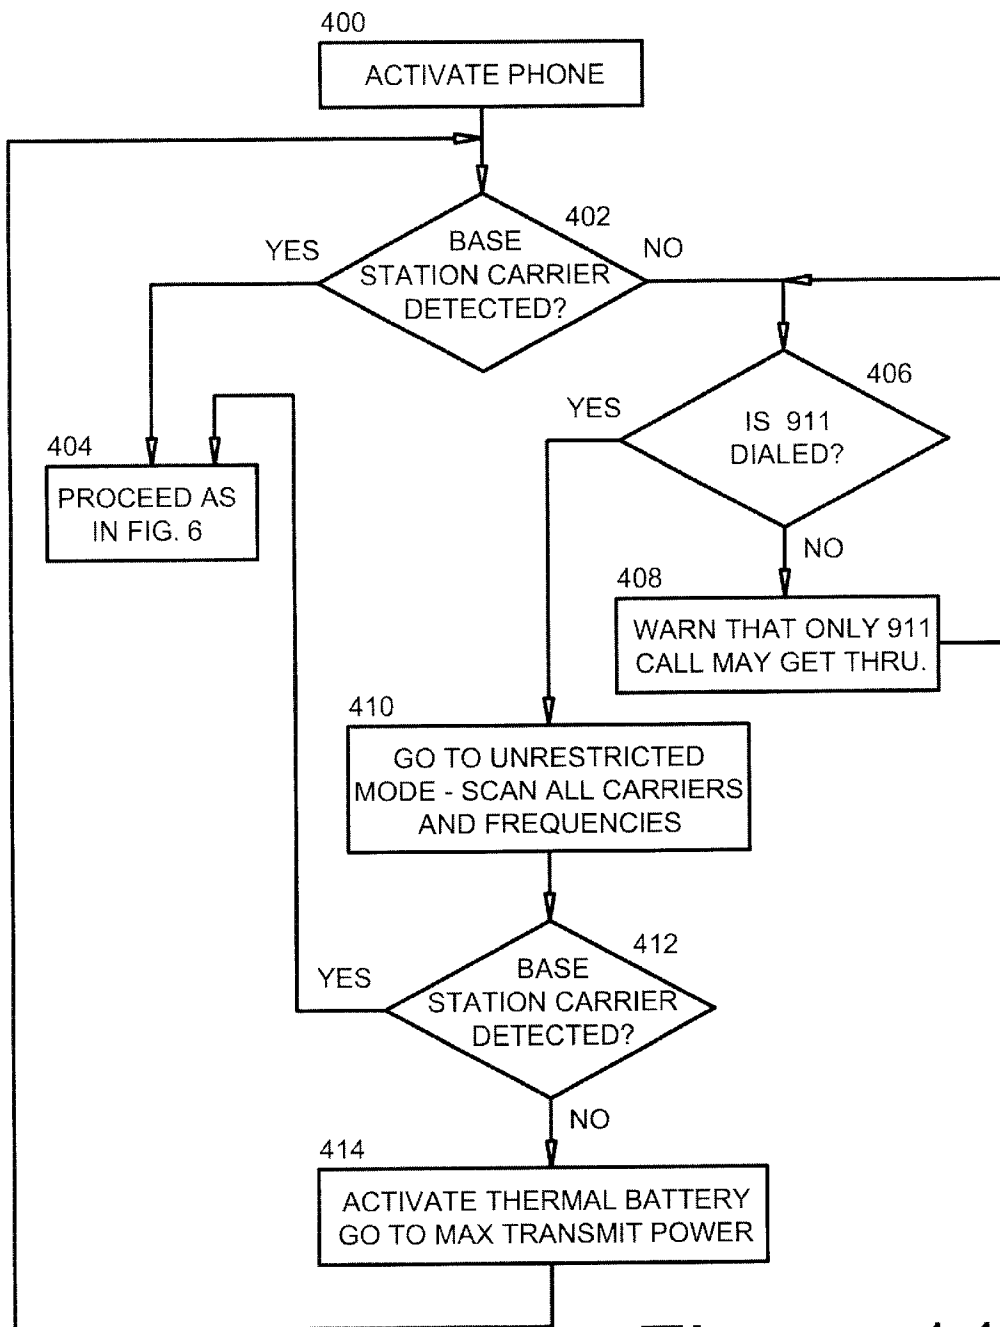 400
ACTIVATE PHONE
402
BASE
STATION CARRIER
DETECTED?
YES
NO
404
PROCEED AS
IN FIG. 6
406
IS 911
DIALED?
YES
NO
408
WARN THAT ONLY 911
CALL MAY GET THRU.
410
GO TO UNRESTRICTED
MODE - SCAN ALL CARRIERS
AND FREQUENCIES
412
BASE
STATION CARRIER
DETECTED?
YES
NO
414
ACTIVATE THERMAL BATTERY
GO TO MAX TRANSMIT POWER